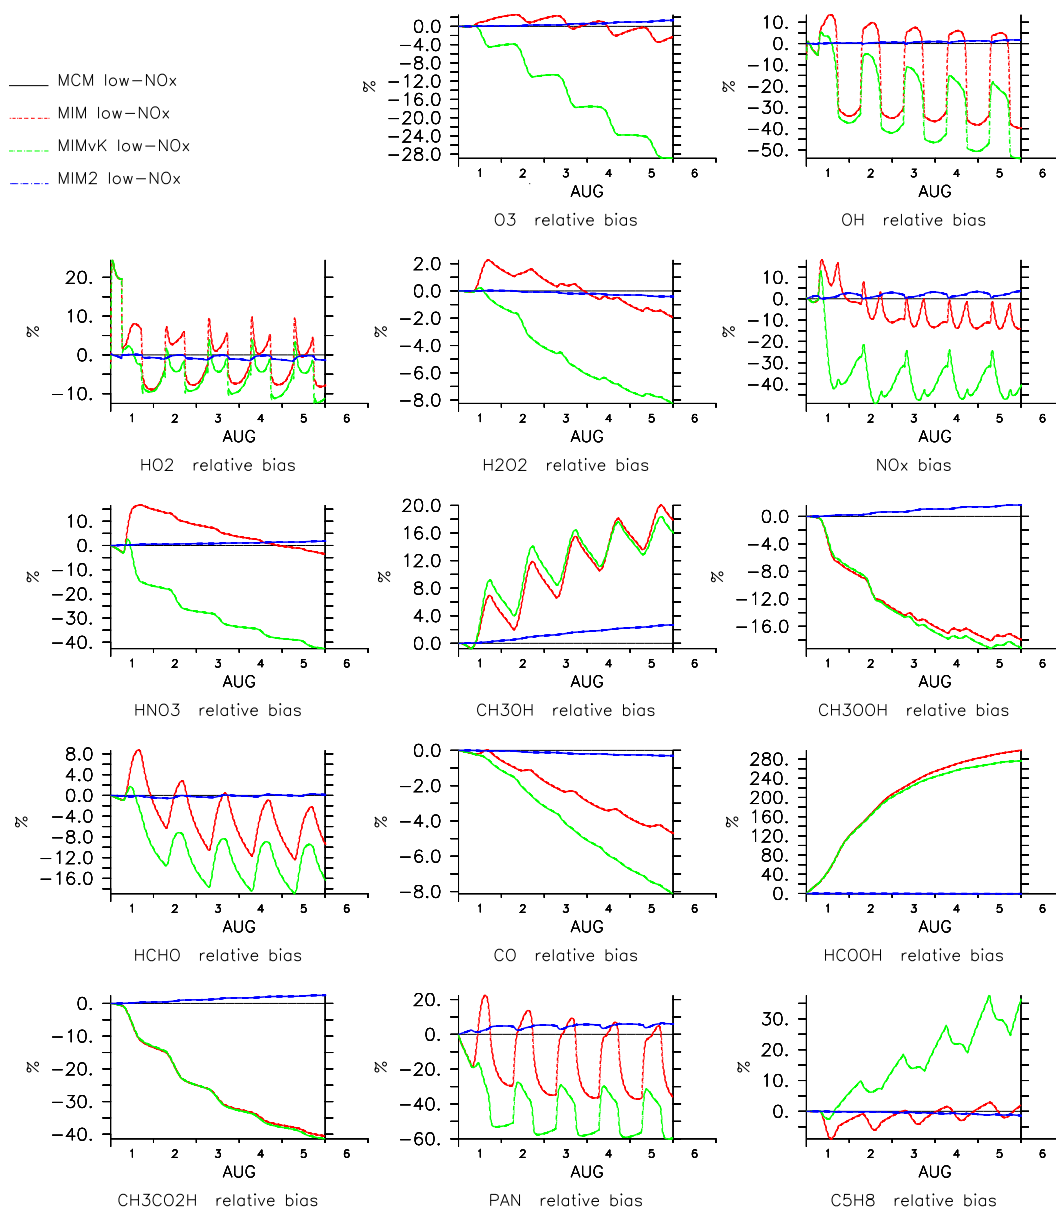 MCM low-NOx
MIM low-NOx
MIMvK low-NOx
MIM2 low-NOx
%
0.0
-4.0
-8.0
-12.0
-16.0
-20.0
-24.0
-28.0
1 2 3 4 5 6
AUG
O3 relative bias
%
10.
0.
-10.
-20.
-30.
-40.
-50.
1 2 3 4 5 6
AUG
OH relative bias
%
20.
10.
0.
-10.
1 2 3 4 5 6
AUG
HO2 relative bias
%
2.0
0.0
-2.0
-4.0
-6.0
-8.0
1 2 3 4 5 6
AUG
H2O2 relative bias
%
10.
0.
-10.
-20.
-30.
-40.
1 2 3 4 5 6
AUG
NOx bias
%
10.
0.
-10.
-20.
-30.
-40.
1 2 3 4 5 6
AUG
HNO3 relative bias
%
20.0
16.0
12.0
8.0
4.0
0.0
1 2 3 4 5 6
AUG
CH3OH relative bias
%
0.0
-4.0
-8.0
-12.0
-16.0
1 2 3 4 5 6
AUG
CH3OOH relative bias
%
8.0
4.0
0.0
-4.0
-8.0
-12.0
-16.0
1 2 3 4 5 6
AUG
HCHO relative bias
%
0.0
-2.0
-4.0
-6.0
-8.0
1 2 3 4 5 6
AUG
CO relative bias
%
280.
240.
200.
160.
120.
80.
40.
0.
1 2 3 4 5 6
AUG
HCOOH relative bias
%
0.
-10.
-20.
-30.
-40.
1 2 3 4 5 6
AUG
CH3CO2H relative bias
%
20.
0.
-20.
-40.
-60.
1 2 3 4 5 6
AUG
PAN relative bias
%
30.
20.
10.
0.
1 2 3 4 5 6
AUG
C5H8 relative bias